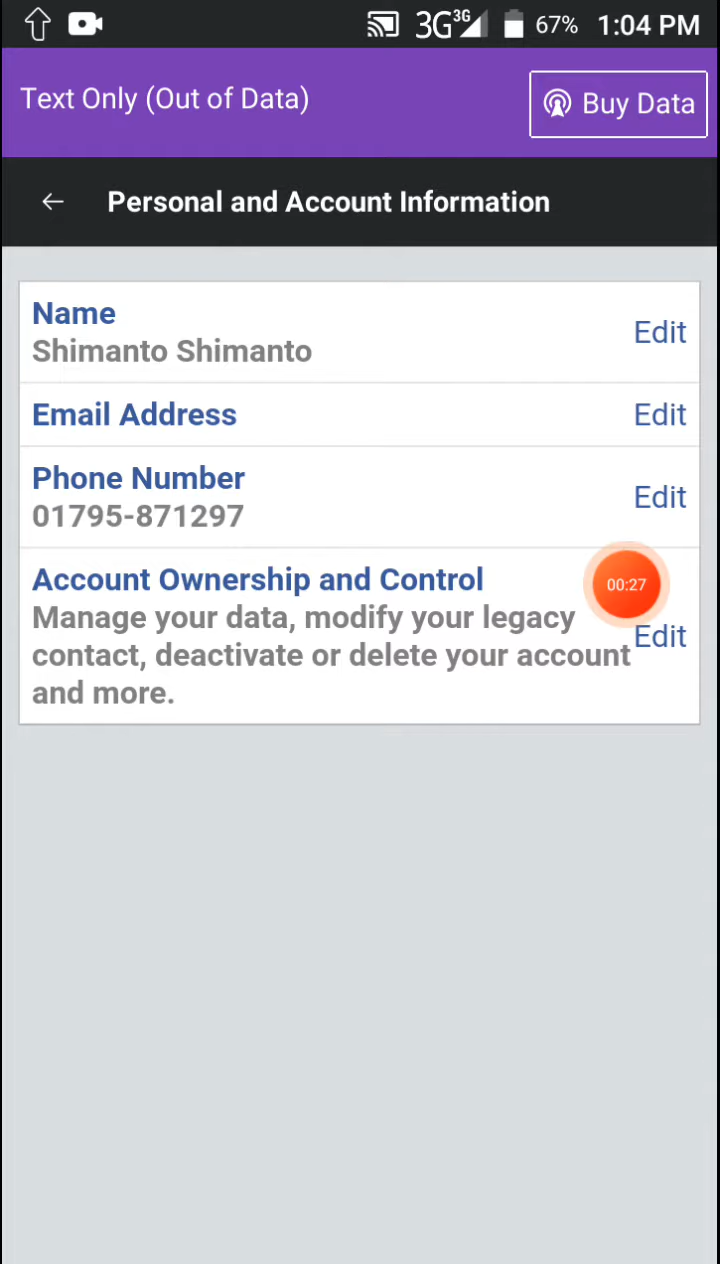 3G 3G 67% 1:04 PM
Text Only (Out of Data)
Buy Data
Personal and Account Information
Name
Shimanto Shimanto
Edit
Email Address
Edit
Phone Number
01795-871297
Edit
Account Ownership and Control
00:27
Manage your data, modify your legacy
contact, deactivate or delete your account
and more.
Edit